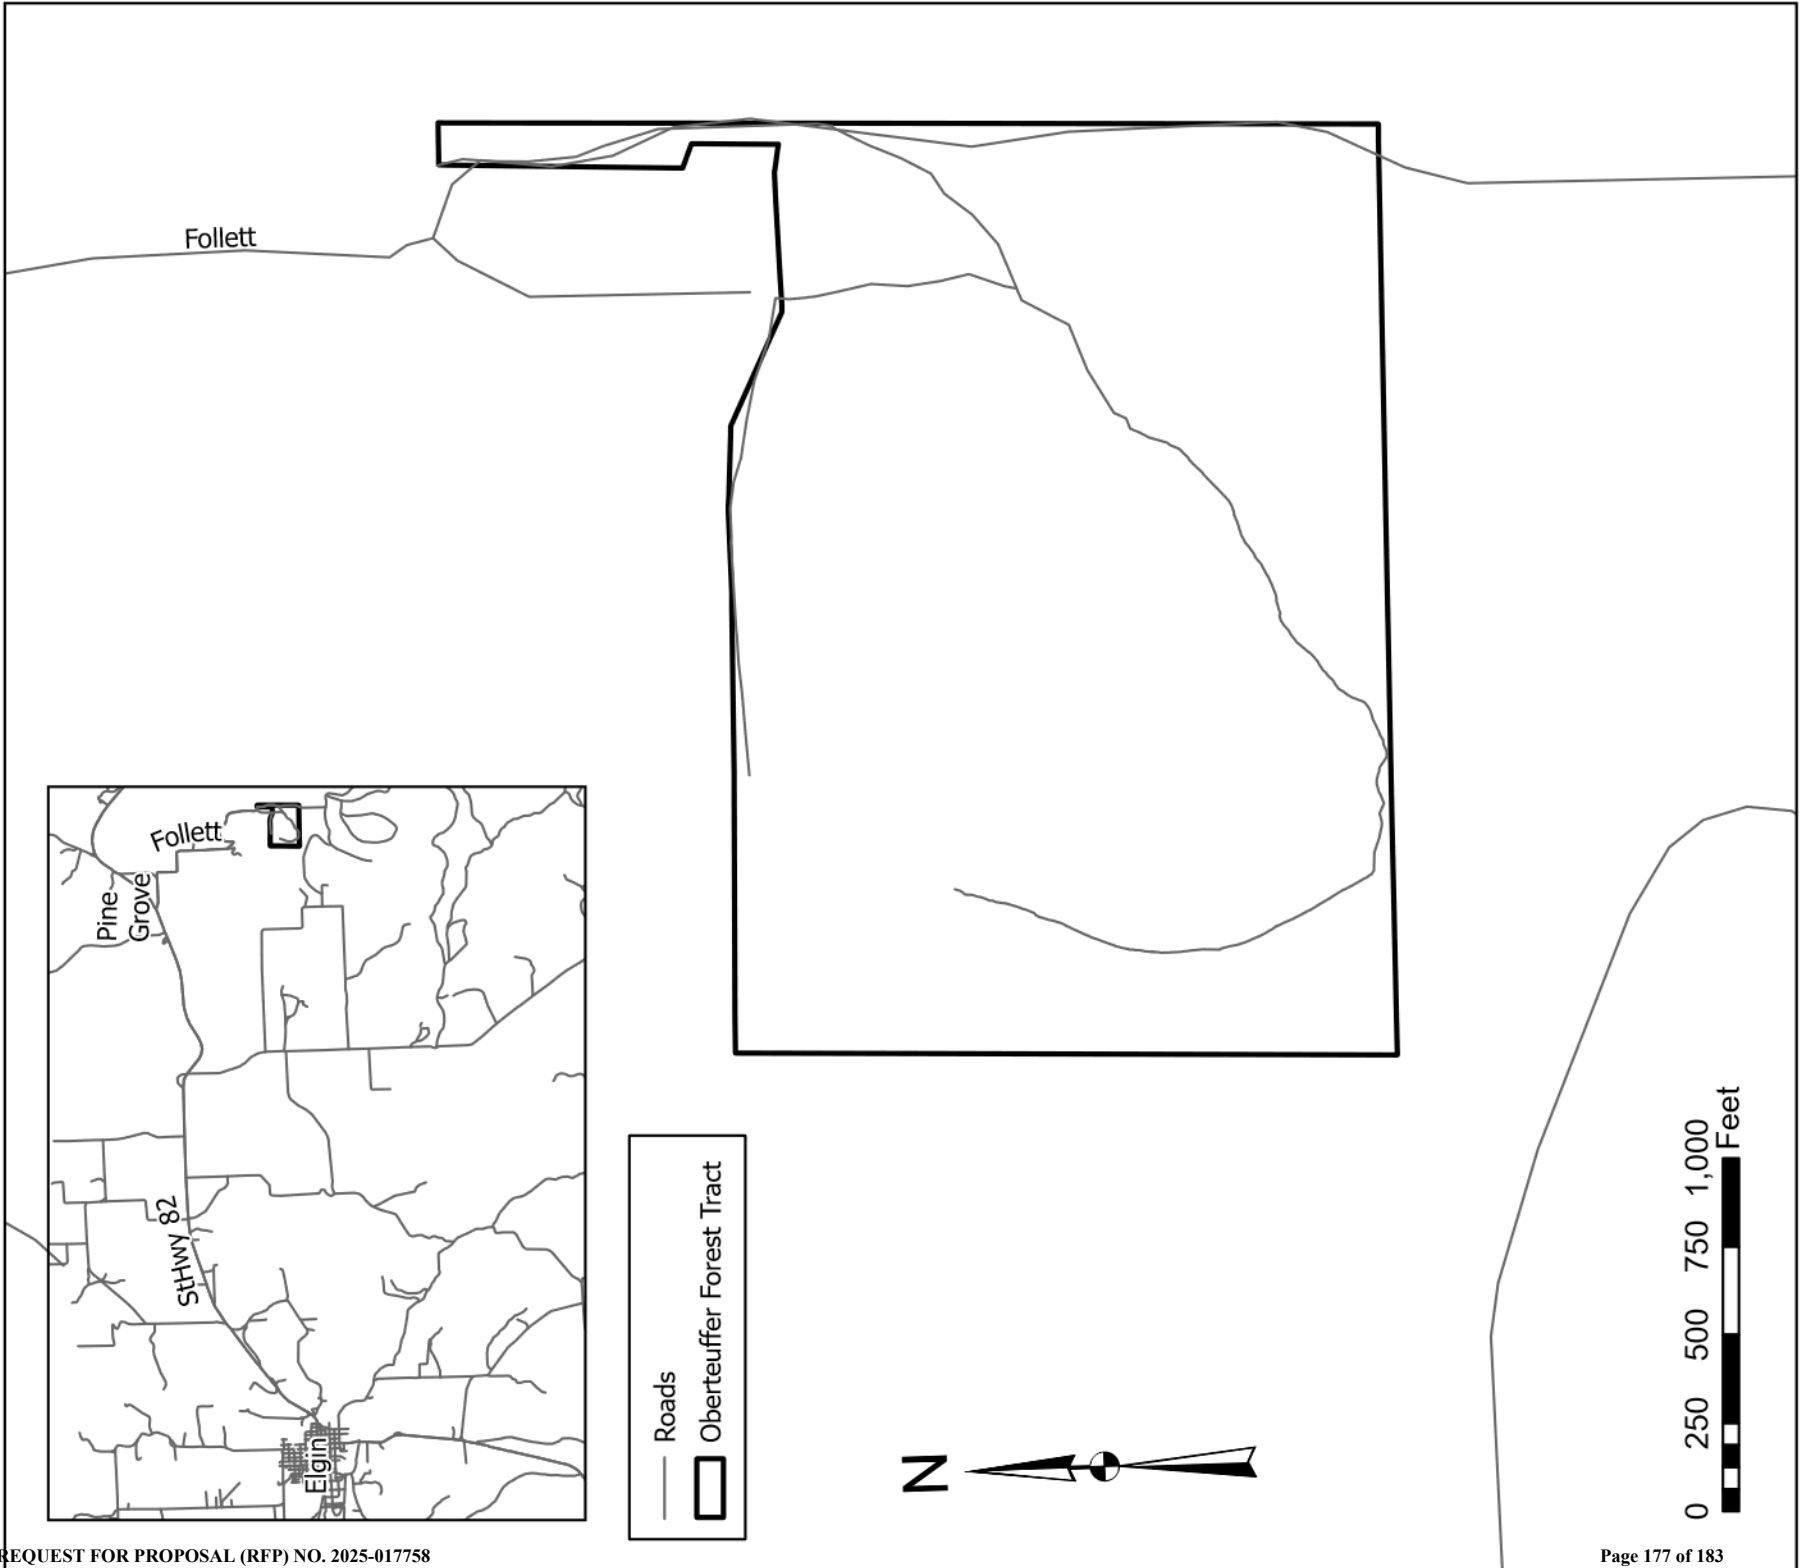 Follett
Follett
Pine
Grove
StHwy 82
Elgin
Roads
Oberteuffer Forest Tract
N
0 250 500 750 1,000
Feet
REQUEST FOR PROPOSAL (RFP) NO. 2025-017758
Page 177 of 183